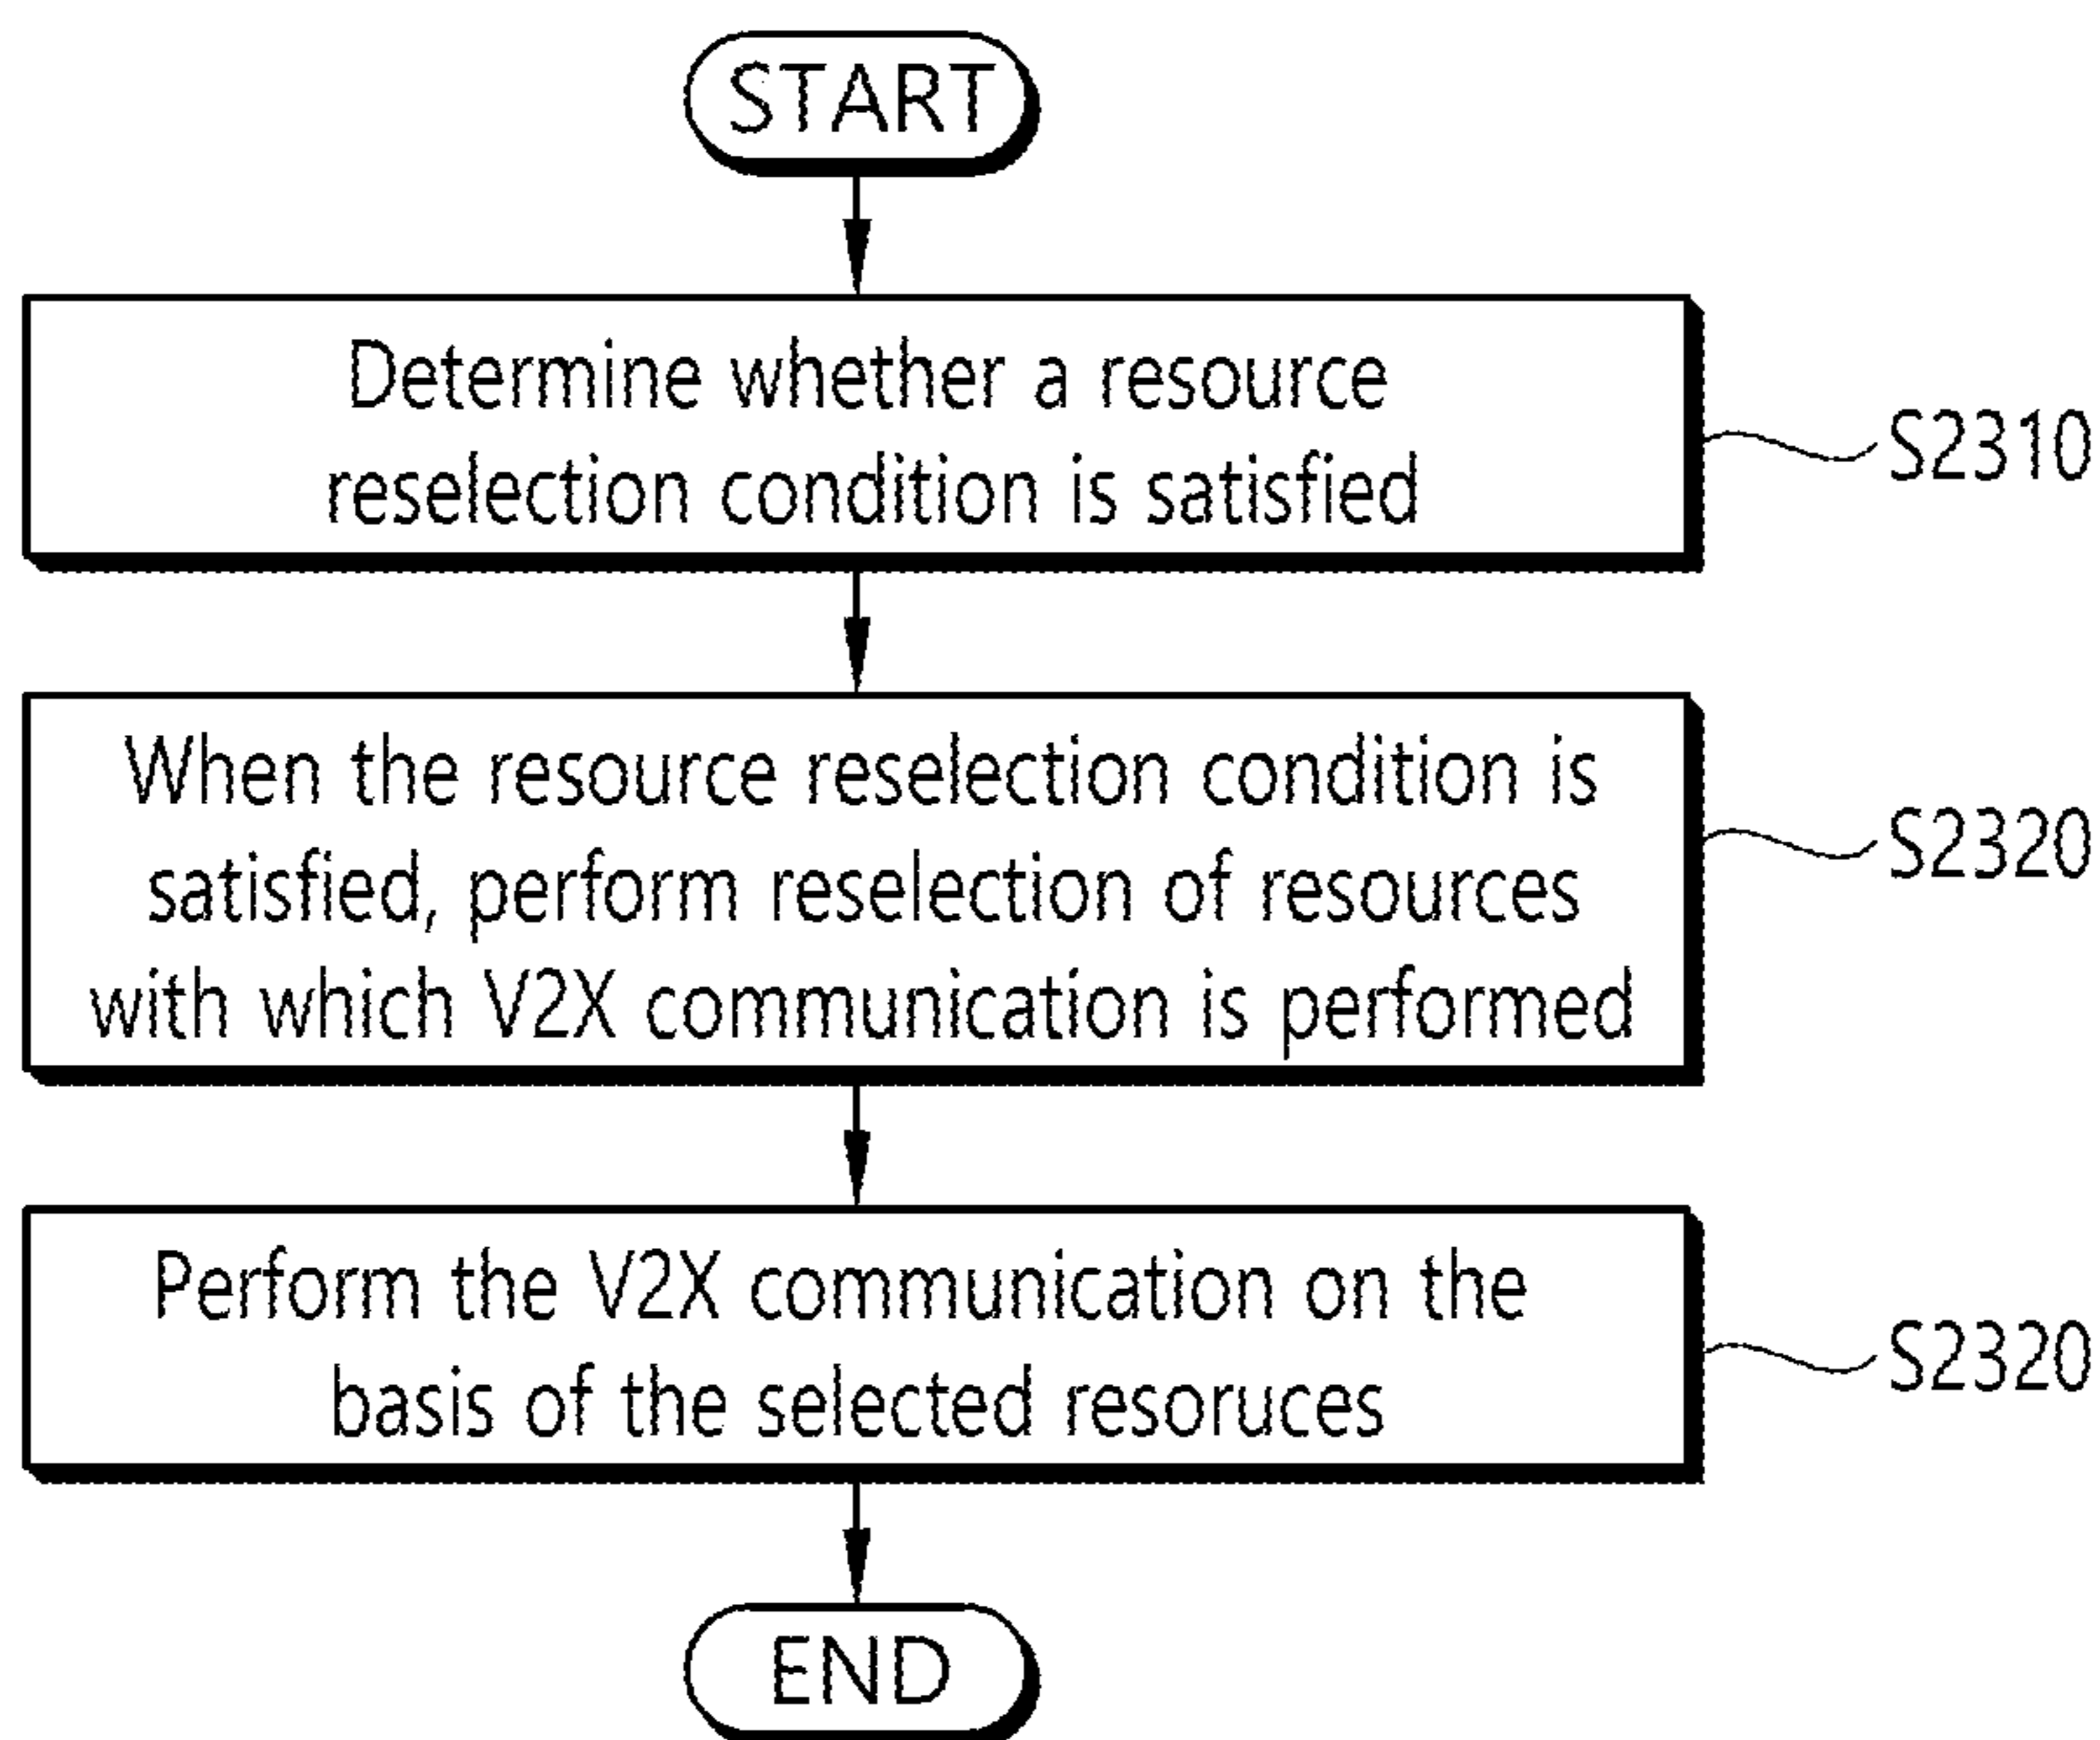 START
Determine whether a resource
reselection condition is satisfied
S2310
When the resource reselection condition is
satisfied, perform reselection of resources
with which V2X communication is performed
S2320
Perform the V2X communication on the
basis of the selected resoruces
S2320
END